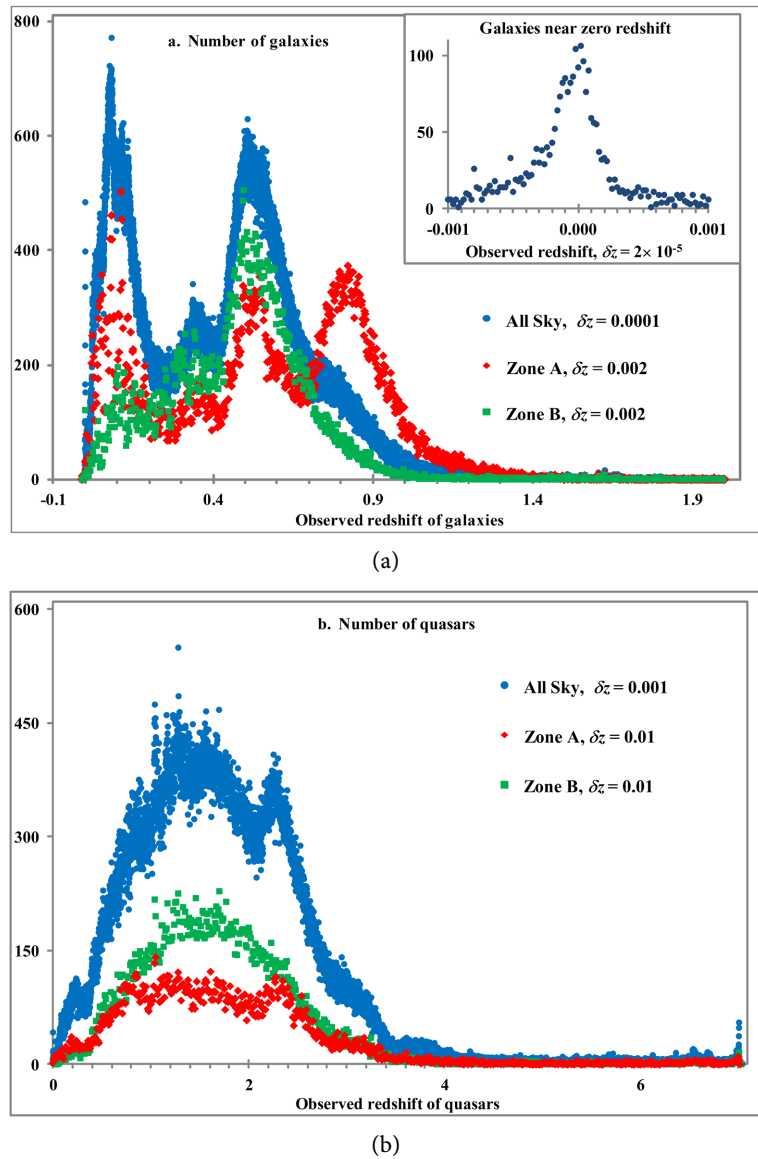 a. Number of galaxies
800
600
400
200
0
-0.1
0.4
0.9
1.4
1.9
Observed redshift of galaxies
Galaxies near zero redshift
100
50
0
-0.001
0.000
0.001
Observed redshift, δz = 2× 10⁻⁵
All Sky, δz = 0.0001
Zone A, δz = 0.002
Zone B, δz = 0.002
(a)
b. Number of quasars
600
450
300
150
0
0
2
4
6
Observed redshift of quasars
All Sky, δz = 0.001
Zone A, δz = 0.01
Zone B, δz = 0.01
(b)